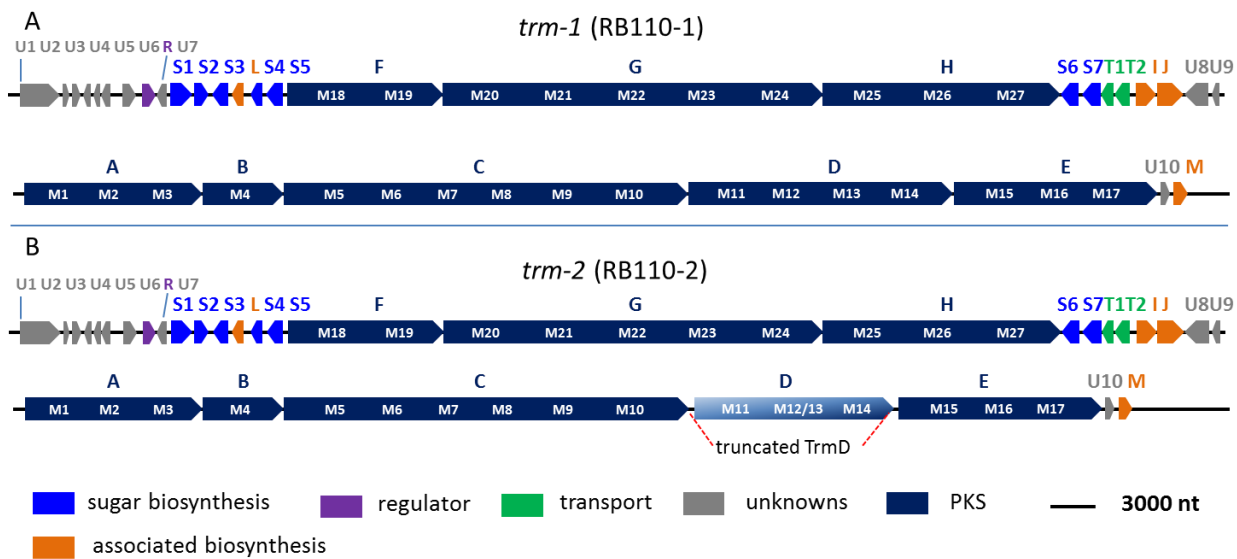 A
trm-1 (RB110-1)
U1 U2 U3 U4 U5 U6 R U7
S1 S2 S3 L S4 S5 F G H S6 S7 T1 T2 I J U8 U9
M18 M19 M20 M21 M22 M23 M24 M25 M26 M27
A B C D E U10 M
M1 M2 M3 M4 M5 M6 M7 M8 M9 M10 M11 M12 M13 M14 M15 M16 M17
B
trm-2 (RB110-2)
U1 U2 U3 U4 U5 U6 R U7
S1 S2 S3 L S4 S5 F G H S6 S7 T1 T2 I J U8 U9
M18 M19 M20 M21 M22 M23 M24 M25 M26 M27
A B C D E U10 M
M1 M2 M3 M4 M5 M6 M7 M8 M9 M10 M11 M12/13 M14 M15 M16 M17
truncated TrmD
sugar biosynthesis regulator transport unknowns PKS 3000 nt
associated biosynthesis